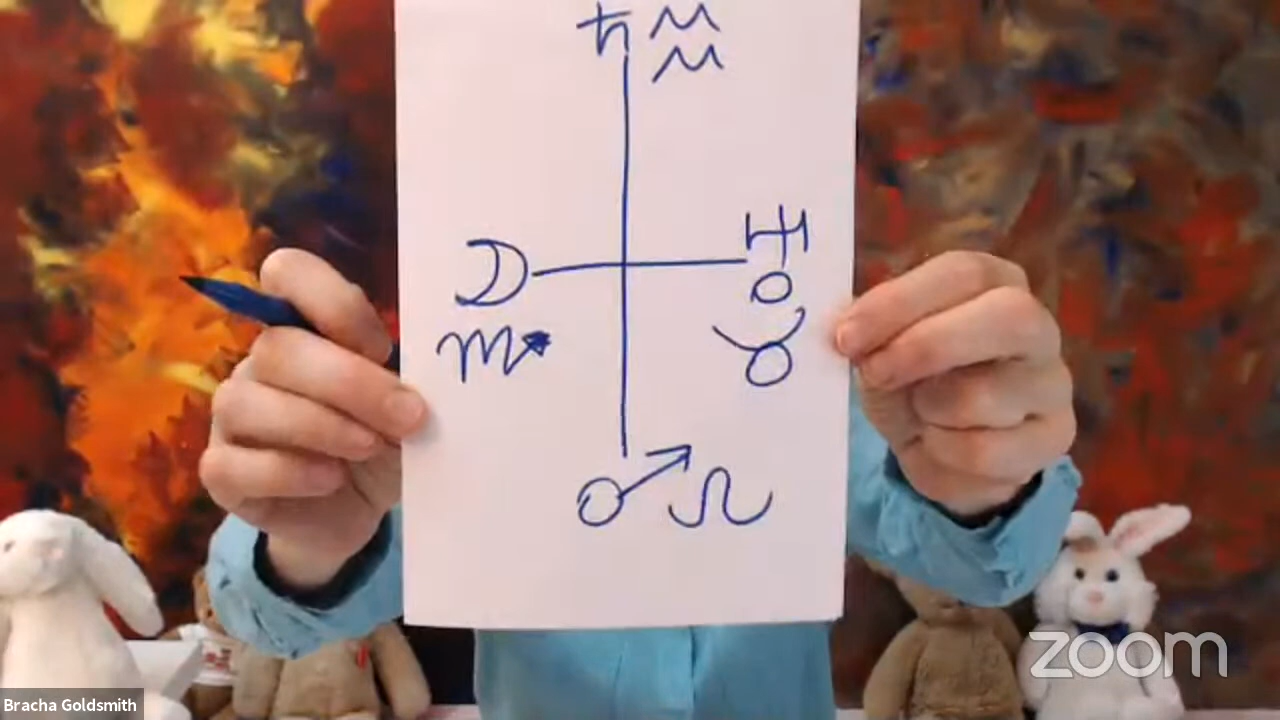 ♄ ♒
☽ ♅
♏ ♉
♂ ♌
zoom
Bracha Goldsmith